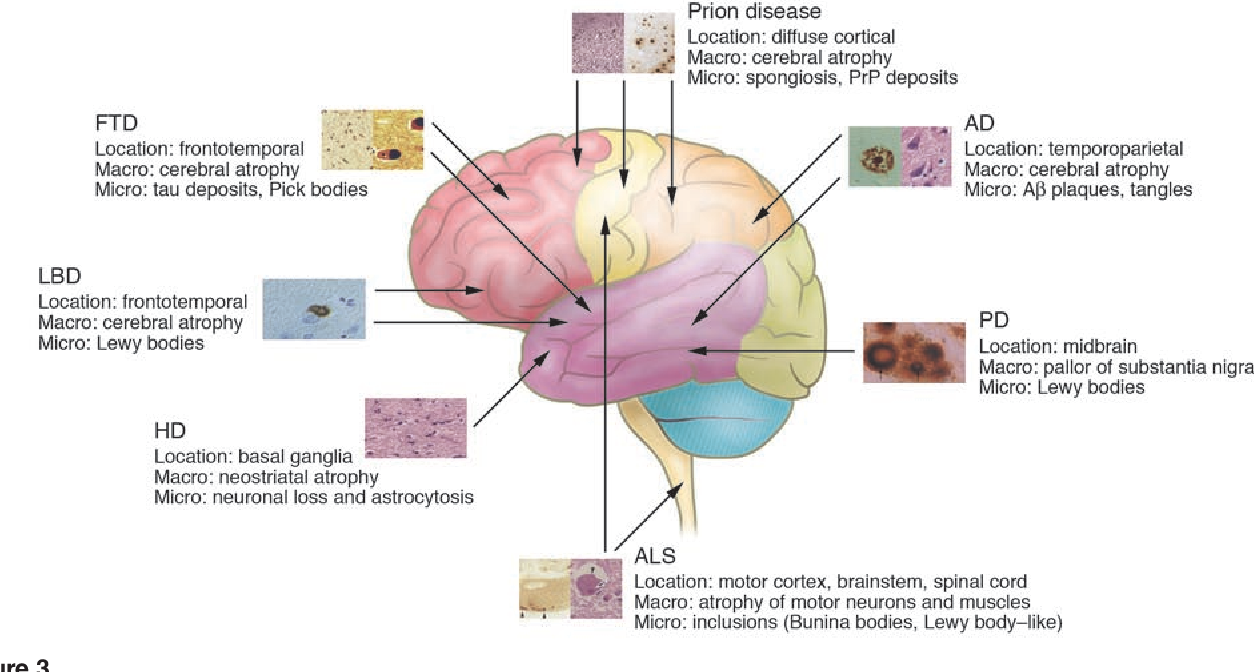 Prion disease
Location: diffuse cortical
Macro: cerebral atrophy
Micro: spongiosis, PrP deposits
FTD
Location: frontotemporal
Macro: cerebral atrophy
Micro: tau deposits, Pick bodies
AD
Location: temporoparietal
Macro: cerebral atrophy
Micro: Aβ plaques, tangles
LBD
Location: frontotemporal
Macro: cerebral atrophy
Micro: Lewy bodies
PD
Location: midbrain
Macro: pallor of substantia nigra
Micro: Lewy bodies
HD
Location: basal ganglia
Macro: neostriatal atrophy
Micro: neuronal loss and astrocytosis
ALS
Location: motor cortex, brainstem, spinal cord
Macro: atrophy of motor neurons and muscles
Micro: inclusions (Bunina bodies, Lewy body–like)
ure 3